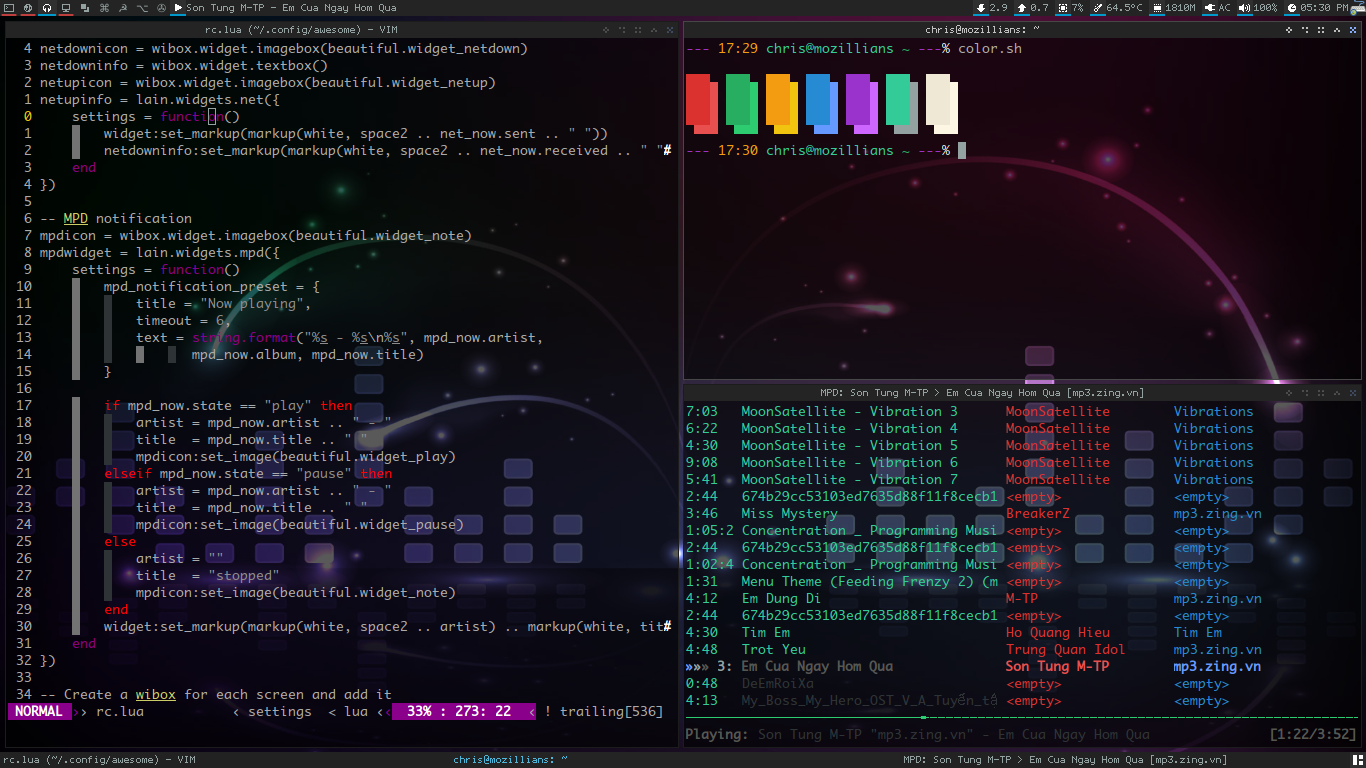 Son Tung M-TP - Em Cua Ngay Hom Qua
2.9 0.7 7% 64.5°C 1810M AC 100% 05:30 PM
rc.lua (~/.config/awesome) - VIM
4 netdownicon = wibox.widget.imagebox(beautiful.widget_netdown)
3 netdowninfo = wibox.widget.textbox()
2 netupicon = wibox.widget.imagebox(beautiful.widget_netup)
1 netupinfo = lain.widgets.net({
0 settings = function()
1 widget:set_markup(markup(white, space2 .. net_now.sent .. " "))
2 netdowninfo:set_markup(markup(white, space2 .. net_now.received .. " "#
3 end
4 })
5
6 -- MPD notification
7 mpdicon = wibox.widget.imagebox(beautiful.widget_note)
8 mpdwidget = lain.widgets.mpd({
9 settings = function()
10 mpd_notification_preset = {
11 title = "Now playing",
12 timeout = 6,
13 text = string.format("%s - %s\n%s", mpd_now.artist,
14 mpd_now.album, mpd_now.title)
15 }
16
17 if mpd_now.state == "play" then
18 artist = mpd_now.artist .. " - "
19 title = mpd_now.title .. " "
20 mpdicon:set_image(beautiful.widget_play)
21 elseif mpd_now.state == "pause" then
22 artist = mpd_now.artist .. " - "
23 title = mpd_now.title .. " "
24 mpdicon:set_image(beautiful.widget_pause)
25 else
26 artist = ""
27 title = "stopped"
28 mpdicon:set_image(beautiful.widget_note)
29 end
30 widget:set_markup(markup(white, space2 .. artist) .. markup(white, tit#
31 end
32 })
33
34 -- Create a wibox for each screen and add it
NORMAL >> rc.lua < settings < lua << 33% : 273: 22 < ! trailing[536]
chris@mozillians: ~
--- 17:29 chris@mozillians ~ ---% color.sh
--- 17:30 chris@mozillians ~ ---%
MPD: Son Tung M-TP > Em Cua Ngay Hom Qua [mp3.zing.vn]
7:03 MoonSatellite - Vibration 3 MoonSatellite Vibrations
6:22 MoonSatellite - Vibration 4 MoonSatellite Vibrations
4:30 MoonSatellite - Vibration 5 MoonSatellite Vibrations
9:08 MoonSatellite - Vibration 6 MoonSatellite Vibrations
5:41 MoonSatellite - Vibration 7 MoonSatellite Vibrations
2:44 674b29cc53103ed7635d88f11f8cecb1 <empty> <empty>
3:46 Miss Mystery BreakerZ mp3.zing.vn
1:05:2 Concentration _ Programming Musi <empty> <empty>
2:44 674b29cc53103ed7635d88f11f8cecb1 <empty> <empty>
1:02:4 Concentration _ Programming Musi <empty> <empty>
1:31 Menu Theme (Feeding Frenzy 2) (m <empty> <empty>
4:12 Em Dung Di M-TP mp3.zing.vn
2:44 674b29cc53103ed7635d88f11f8cecb1 <empty> <empty>
4:30 Tim Em Ho Quang Hieu Tim Em
4:48 Trot Yeu Trung Quan Idol mp3.zing.vn
»»» 3: Em Cua Ngay Hom Qua Son Tung M-TP mp3.zing.vn
0:48 DeEmRoiXa <empty> <empty>
4:13 My_Boss_My_Hero_OST_V_A_Tuyển_tậ <empty> <empty>
Playing: Son Tung M-TP "mp3.zing.vn" - Em Cua Ngay Hom Qua [1:22/3:52]
rc.lua (~/.config/awesome) - VIM
chris@mozillians: ~
MPD: Son Tung M-TP > Em Cua Ngay Hom Qua [mp3.zing.vn]